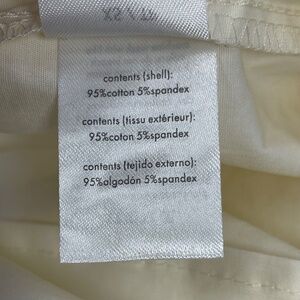 contents (shell):
95%cotton 5%spandex
contents (tissu extérieur):
95%coton 5%spandex
contents (tejido externo):
95%algodón 5%spandex